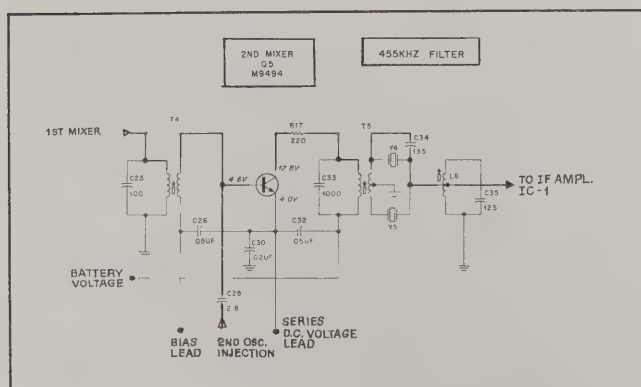 2ND MIXER
Q5
M9494
455KHZ FILTER
T4
R17
220
T5
C34
135
1ST MIXER
Y4
12.8V
C25
100
4.6V
C33
1000
L6
TO IF AMPL.
IC-1
C35
125
4.0V
C26
.05UF
C32
.05UF
Y5
C30
.02UF
BATTERY
VOLTAGE
C28
2.8
BIAS
LEAD
2ND OSC.
INJECTION
SERIES
D.C. VOLTAGE
LEAD